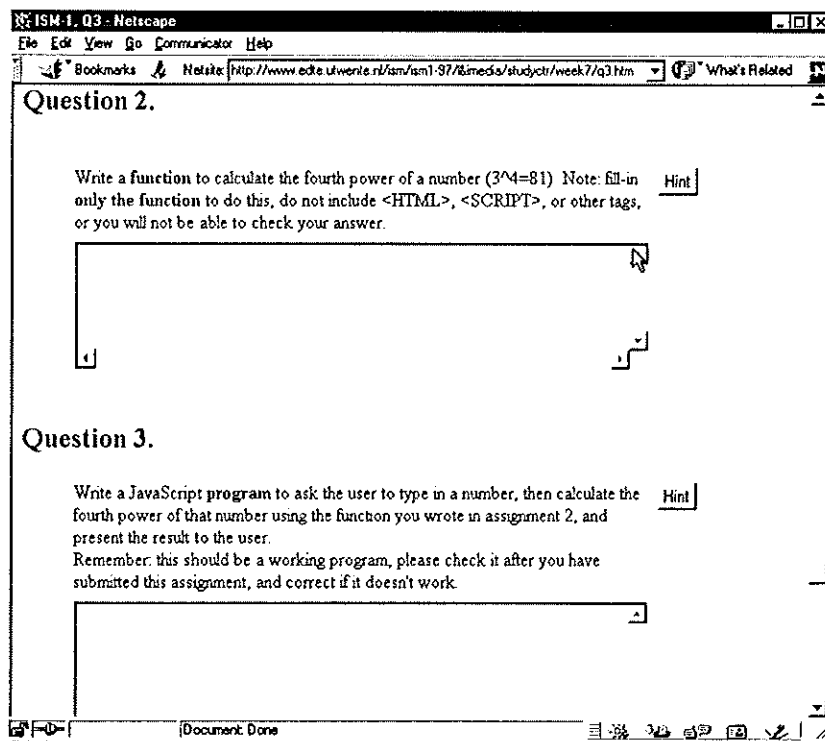 ISM-1, Q3 - Netscape
File Edit View Go Communicator Help
Bookmarks Netsite: http://www.edte.utwente.nl/ism/ism1-97/l6media/studyctr/week7/q3.htm What's Related
Question 2.
Write a function to calculate the fourth power of a number (3^4=81) Note: fill-in Hint
only the function to do this, do not include <HTML>, <SCRIPT>, or other tags,
or you will not be able to check your answer.
Question 3.
Write a JavaScript program to ask the user to type in a number, then calculate the Hint
fourth power of that number using the function you wrote in assignment 2, and
present the result to the user.
Remember: this should be a working program, please check it after you have
submitted this assignment, and correct if it doesn't work.
Document: Done